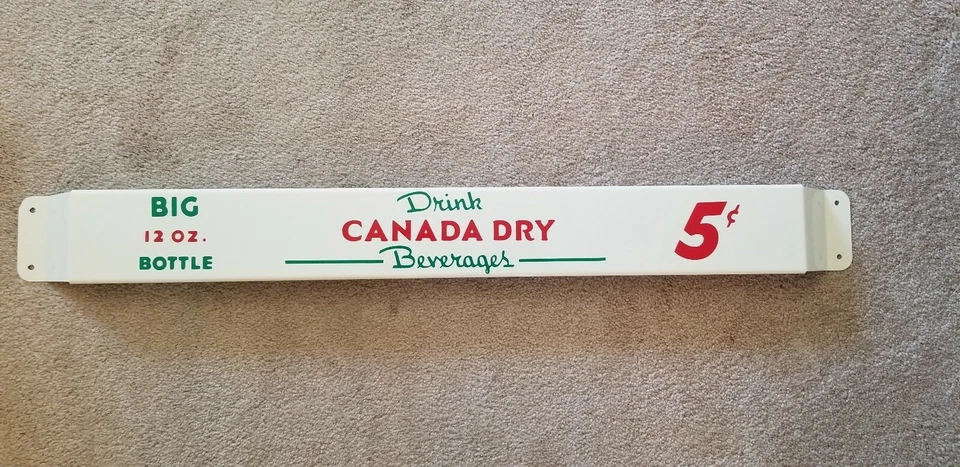 BIG
12 OZ.
BOTTLE
Drink
CANADA DRY
Beverages
5¢